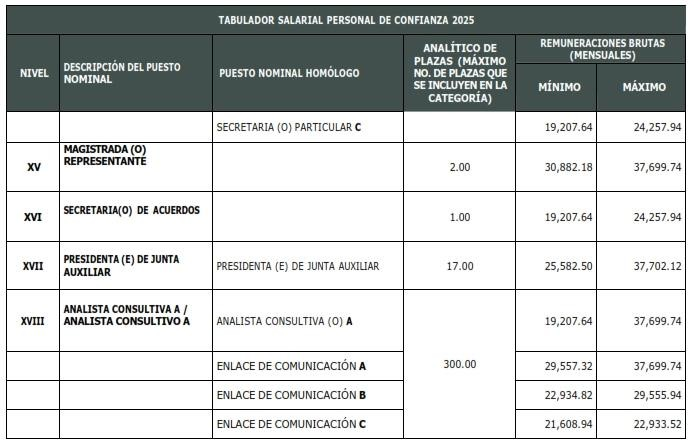 TABULADOR SALARIAL PERSONAL DE CONFIANZA 2025
NIVEL
DESCRIPCIÓN DEL PUESTO
NOMINAL
PUESTO NOMINAL HOMÓLOGO
ANALÍTICO DE
PLAZAS (MÁXIMO
NO. DE PLAZAS QUE
SE INCLUYEN EN LA
CATEGORÍA)
REMUNERACIONES BRUTAS
(MENSUALES)
MÍNIMO
MÁXIMO
SECRETARIA (O) PARTICULAR C
19,207.64
24,257.94
XV
MAGISTRADA (O)
REPRESENTANTE
2.00
30,882.18
37,699.74
XVI
SECRETARIA(O) DE ACUERDOS
1.00
19,207.64
24,257.94
XVII
PRESIDENTA (E) DE JUNTA
AUXILIAR
PRESIDENTA (E) DE JUNTA AUXILIAR
17.00
25,582.50
37,702.12
XVIII
ANALISTA CONSULTIVA A /
ANALISTA CONSULTIVO A
ANALISTA CONSULTIVA (O) A
300.00
19,207.64
37,699.74
ENLACE DE COMUNICACIÓN A
29,557.32
37,699.74
ENLACE DE COMUNICACIÓN B
22,934.82
29,555.94
ENLACE DE COMUNICACIÓN C
21,608.94
22,933.52